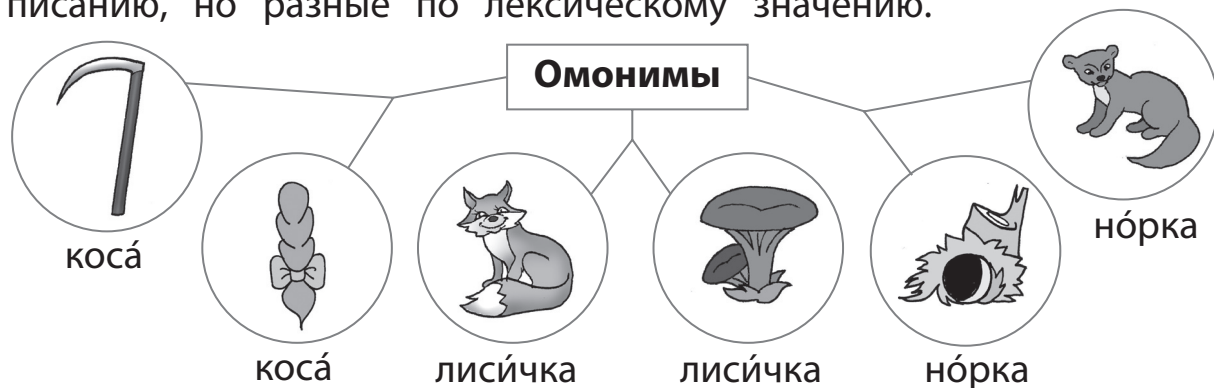 писанию, но разные по лексическому значению.
Омонимы
коса́
коса́
лиси́чка
лиси́чка
но́рка
но́рка